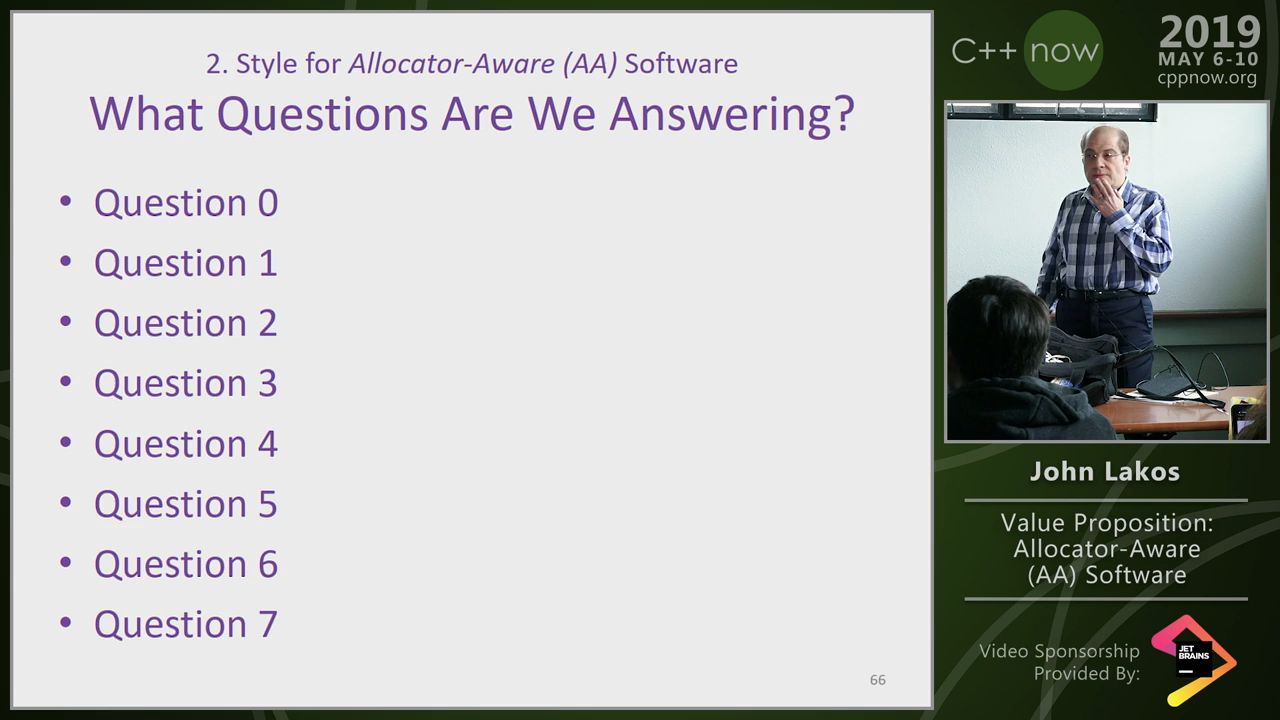 2. Style for Allocator-Aware (AA) Software
What Questions Are We Answering?
• Question 0
• Question 1
• Question 2
• Question 3
• Question 4
• Question 5
• Question 6
• Question 7
66
C++ now
2019
MAY 6-10
cppnow.org
John Lakos
Value Proposition:
Allocator-Aware
(AA) Software
Video Sponsorship
Provided By:
JET
BRAINS